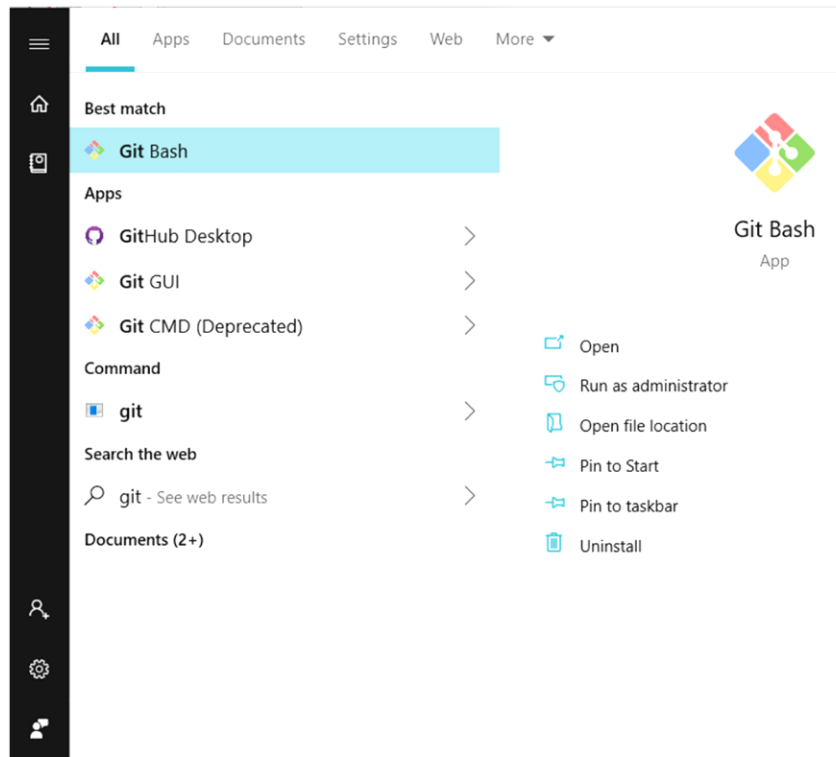 All Apps Documents Settings Web More
Best match
Git Bash
Apps
GitHub Desktop
Git GUI
Git CMD (Deprecated)
Command
git
Search the web
git - See web results
Documents (2+)
Git Bash
App
Open
Run as administrator
Open file location
Pin to Start
Pin to taskbar
Uninstall